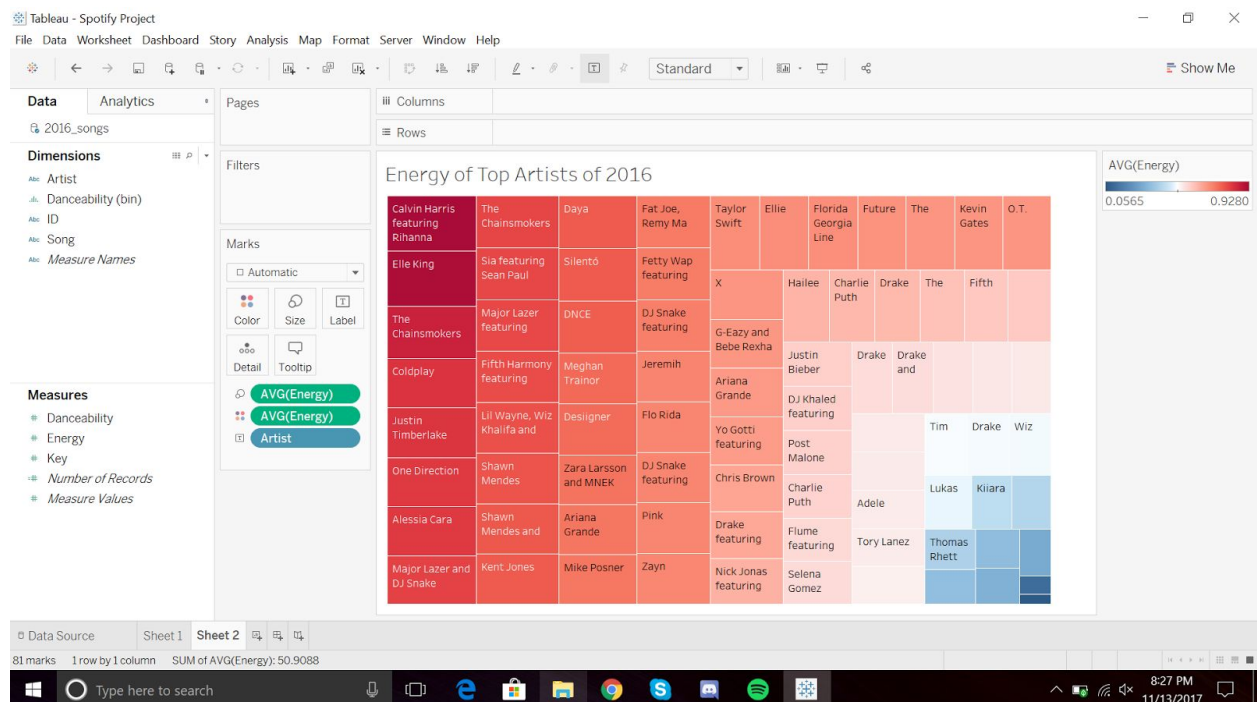 Tableau - Spotify Project
File Data Worksheet Dashboard Story Analysis Map Format Server Window Help
Standard
Show Me
Data Analytics
2016_songs
Dimensions
Abc Artist
Danceability (bin)
Abc ID
Abc Song
Abc Measure Names
Measures
# Danceability
# Energy
# Key
# Number of Records
# Measure Values
Pages
Filters
Marks
Automatic
Color Size Label
Detail Tooltip
AVG(Energy)
AVG(Energy)
Artist
Columns
Rows
Energy of Top Artists of 2016
Calvin Harris
featuring
Rihanna
Elle King
The
Chainsmokers
Coldplay
Justin
Timberlake
One Direction
Alessia Cara
Major Lazer and
DJ Snake
The
Chainsmokers
Sia featuring
Sean Paul
Major Lazer
featuring
Fifth Harmony
featuring
Lil Wayne, Wiz
Khalifa and
Shawn
Mendes
Shawn
Mendes and
Kent Jones
Daya
Silentó
DNCE
Meghan
Trainor
Desiigner
Zara Larsson
and MNEK
Ariana
Grande
Mike Posner
Fat Joe,
Remy Ma
Fetty Wap
featuring
DJ Snake
featuring
Jeremih
Flo Rida
DJ Snake
featuring
Pink
Zayn
Taylor
Swift
Ellie
Florida
Georgia
Line
Future
The
Kevin
Gates
O.T.
X
G-Eazy and
Bebe Rexha
Ariana
Grande
Yo Gotti
featuring
Chris Brown
Drake
featuring
Nick Jonas
featuring
Hailee
Charlie
Puth
Drake
The
Fifth
Justin
Bieber
DJ Khaled
featuring
Post
Malone
Charlie
Puth
Flume
featuring
Selena
Gomez
Drake
Drake
and
Adele
Tory Lanez
Tim
Drake
Wiz
Lukas
Kiiara
Thomas
Rhett
AVG(Energy)
0.0565 0.9280
Data Source Sheet 1 Sheet 2
81 marks 1 row by 1 column SUM of AVG(Energy): 50.9088
Type here to search
8:27 PM
11/13/2017